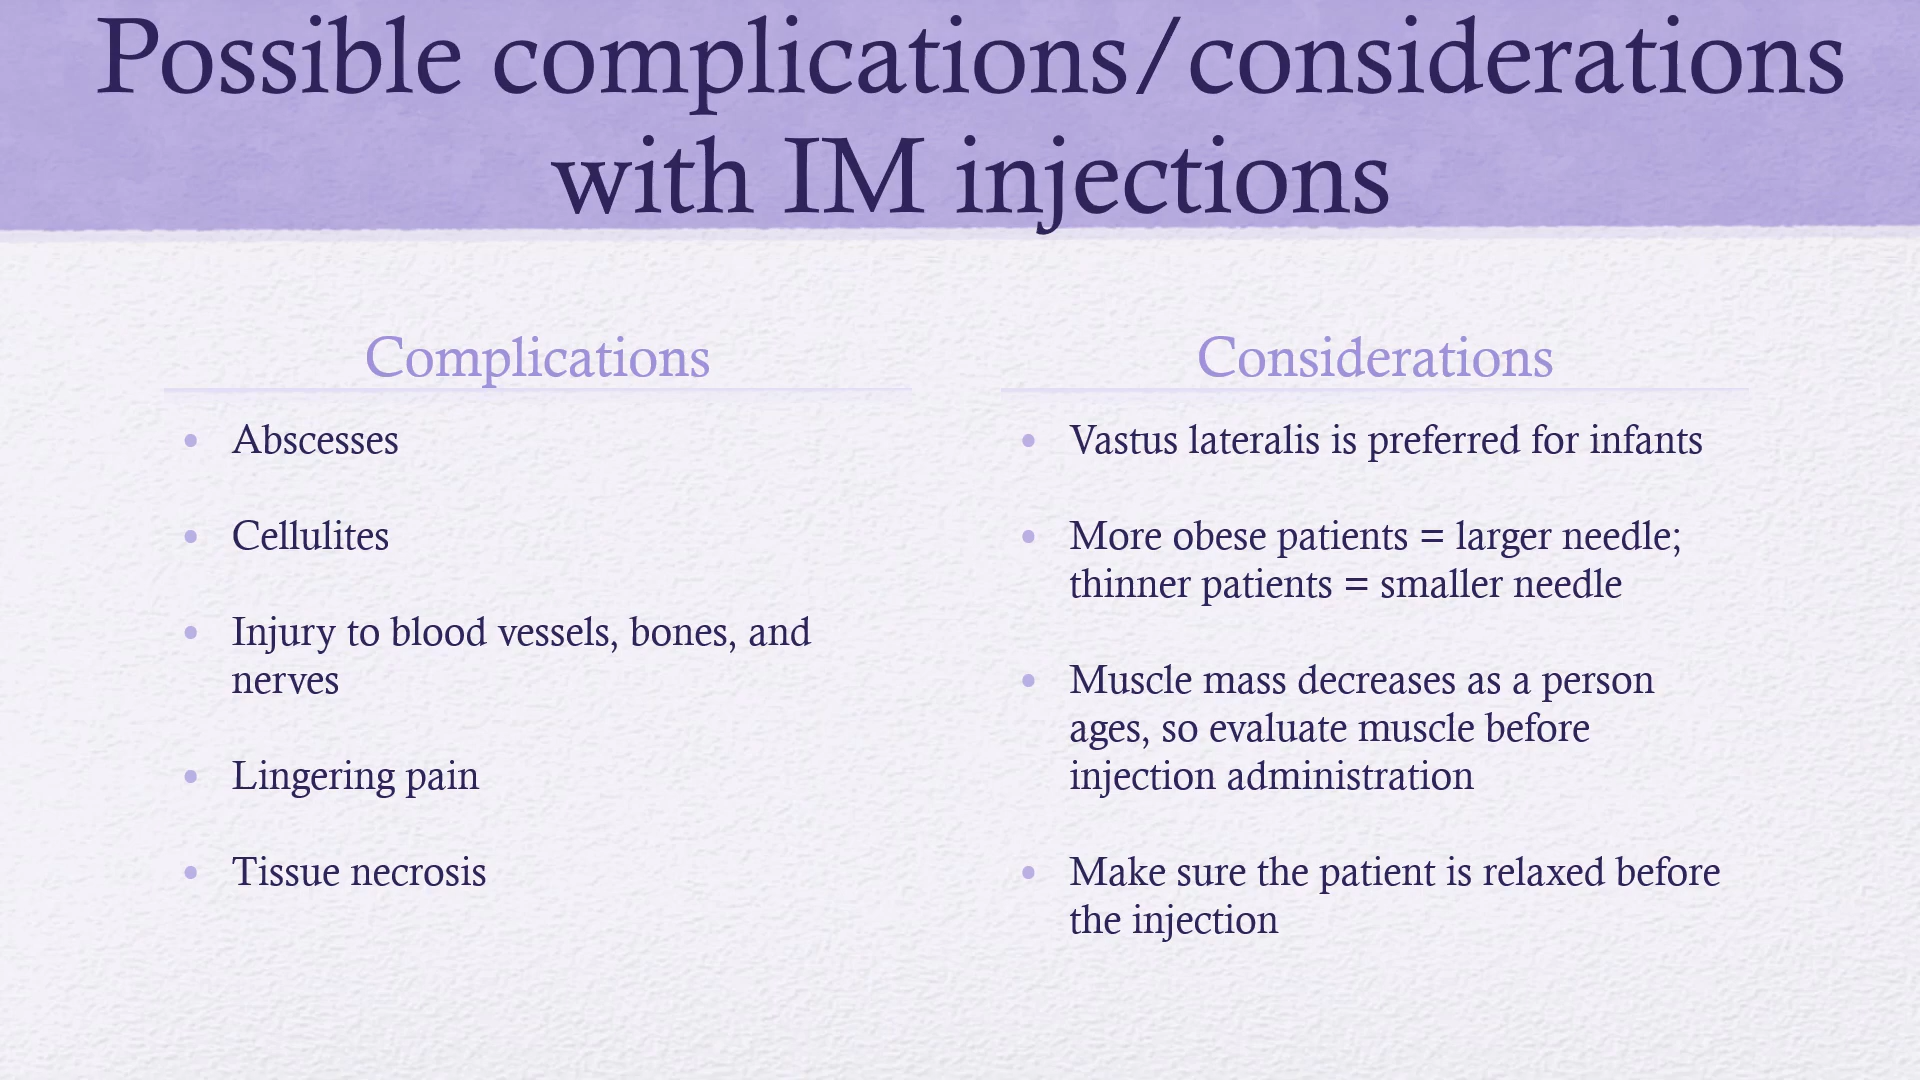 Possible complications/considerations
with IM injections
Complications
• Abscesses
• Cellulites
• Injury to blood vessels, bones, and
nerves
• Lingering pain
• Tissue necrosis
Considerations
• Vastus lateralis is preferred for infants
• More obese patients = larger needle;
thinner patients = smaller needle
• Muscle mass decreases as a person
ages, so evaluate muscle before
injection administration
• Make sure the patient is relaxed before
the injection